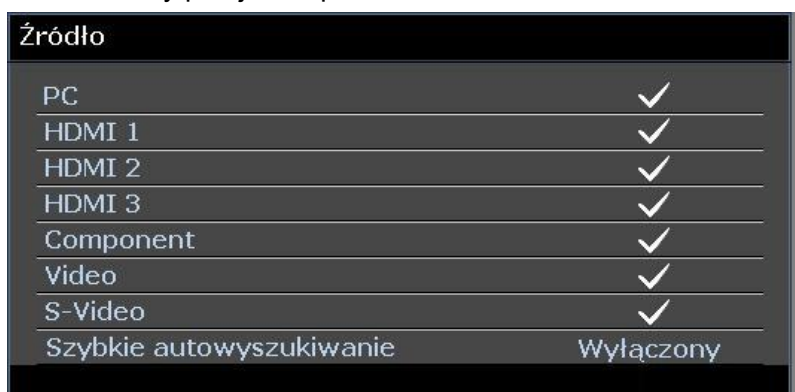 Źródło
PC ✓
HDMI 1 ✓
HDMI 2 ✓
HDMI 3 ✓
Component ✓
Video ✓
S-Video ✓
Szybkie autowyszukiwanie Wyłączony